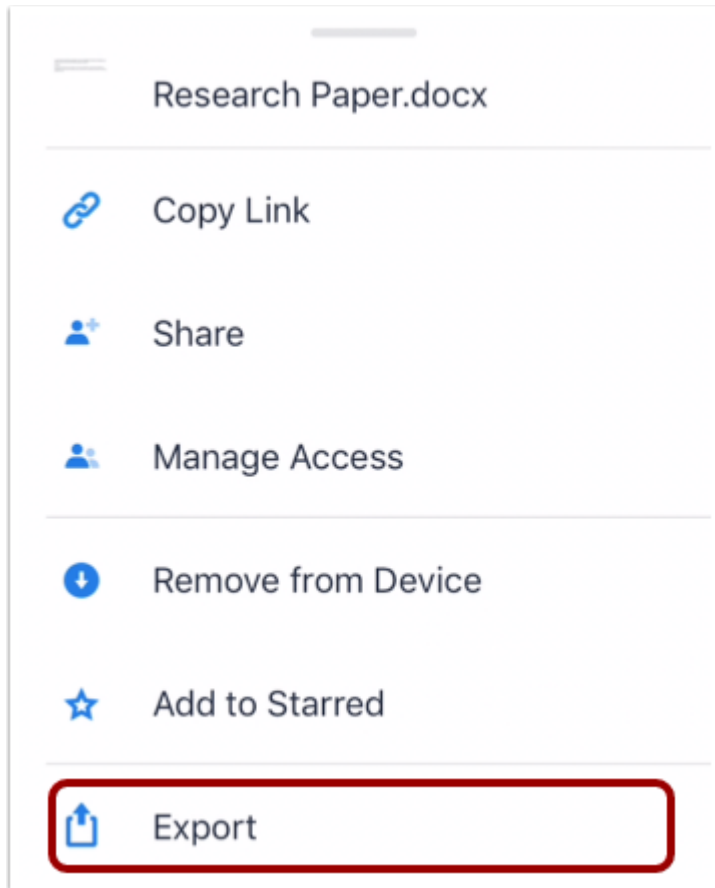 Research Paper.docx
Copy Link
Share
Manage Access
Remove from Device
Add to Starred
Export